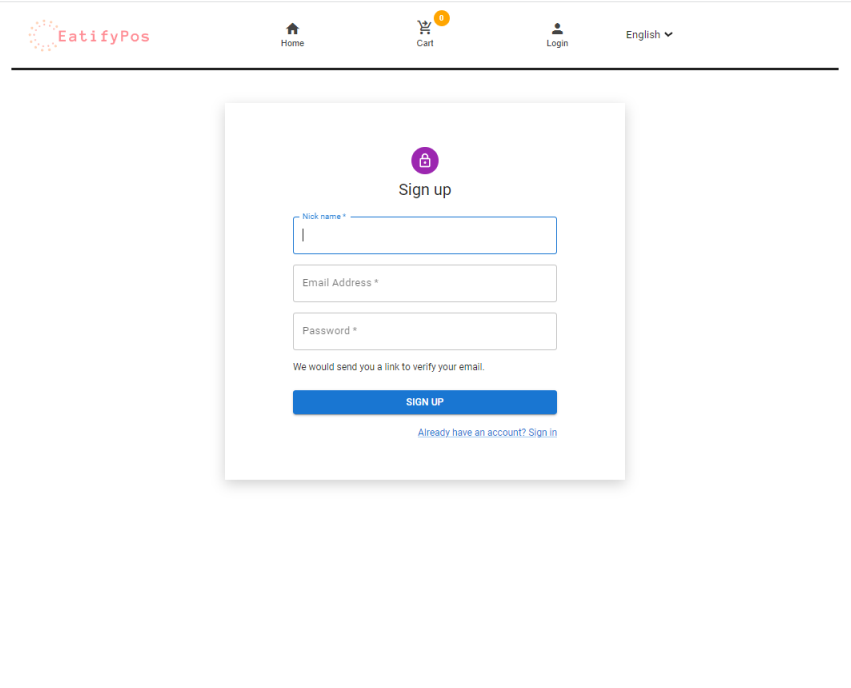 EatifyPos
0
Home
Cart
Login
English
Sign up
Nick name *
Email Address *
Password *
We would send you a link to verify your email.
SIGN UP
Already have an account? Sign in